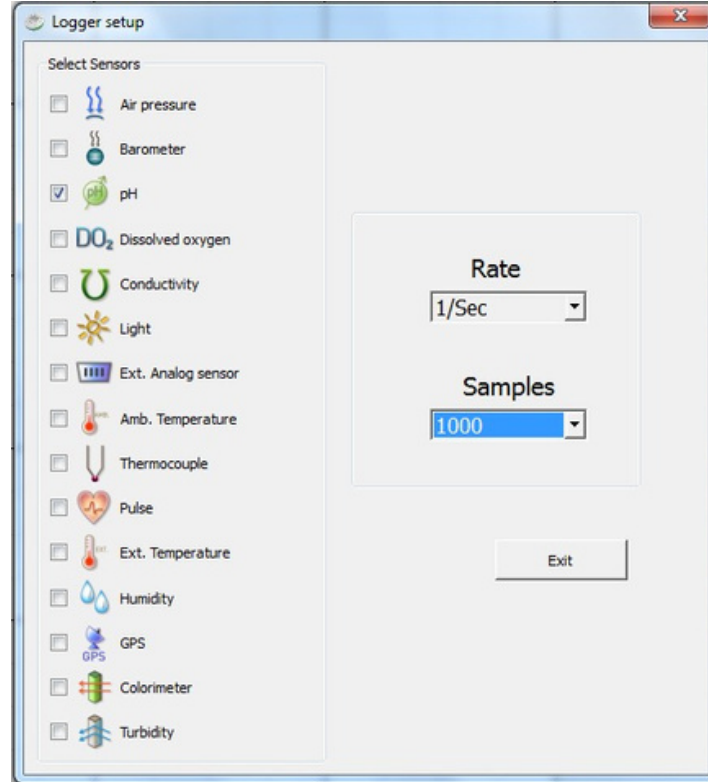 Logger setup
Select Sensors
Air pressure
Barometer
pH pH
DO2 Dissolved oxygen
Conductivity
Light
Ext. Analog sensor
Amb. Temperature
Thermocouple
Pulse
EXT. Ext. Temperature
Humidity
GPS GPS
Colorimeter
Turbidity
Rate
1/Sec
Samples
1000
Exit